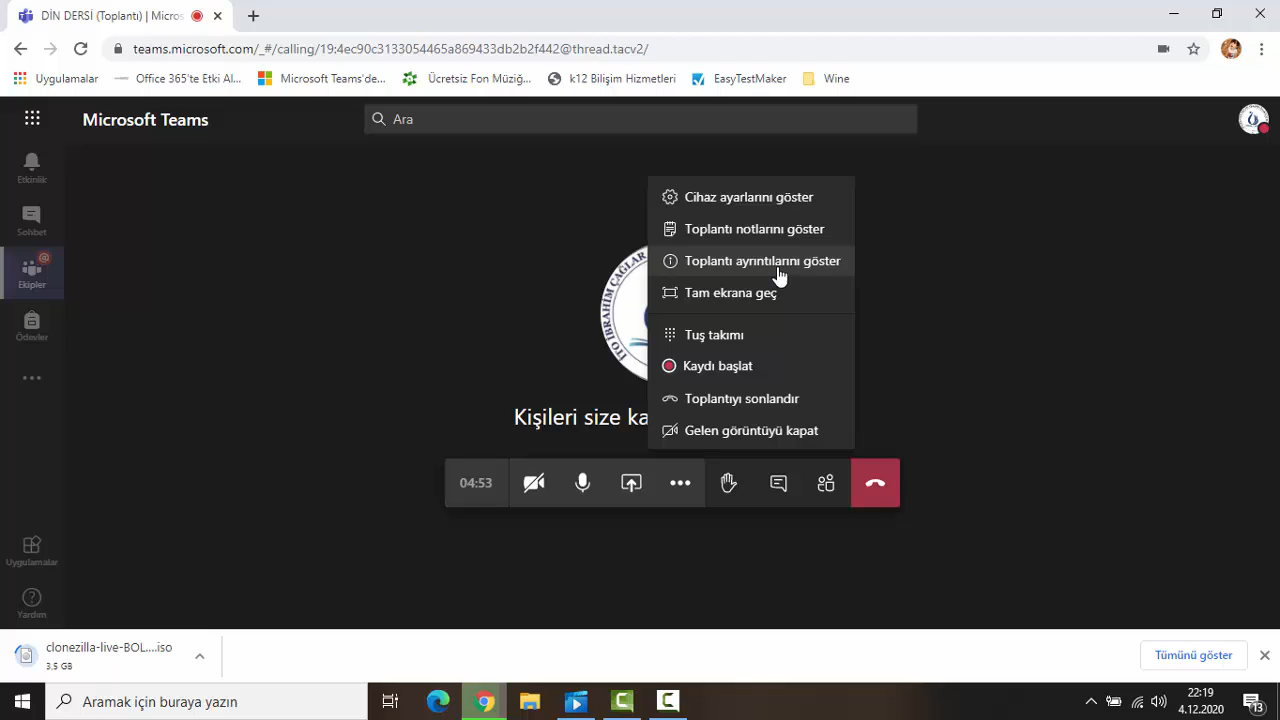 DİN DERSİ (Toplantı) | Micros
teams.microsoft.com/_#/calling/19:4ec90c3133054465a869433db2b2f442@thread.tacv2/
Uygulamalar
Office 365'te Etki Al...
Microsoft Teams'de...
Ücretsiz Fon Müziğ...
k12 Bilişim Hizmetleri
EasyTestMaker
Wine
Microsoft Teams
Ara
Etkinlik
Sohbet
Ekipler
Ödevler
Uygulamalar
Yardım
Cihaz ayarlarını göster
Toplantı notlarını göster
Toplantı ayrıntılarını göster
Tam ekrana geç
Tuş takımı
Kaydı başlat
Toplantıyı sonlandır
Gelen görüntüyü kapat
İTO İBRAHİM ÇAĞLAR
Kişileri size ka
04:53
clonezilla-live-BOL....iso
3.5 GB
Tümünü göster
Aramak için buraya yazın
22:19
4.12.2020
13